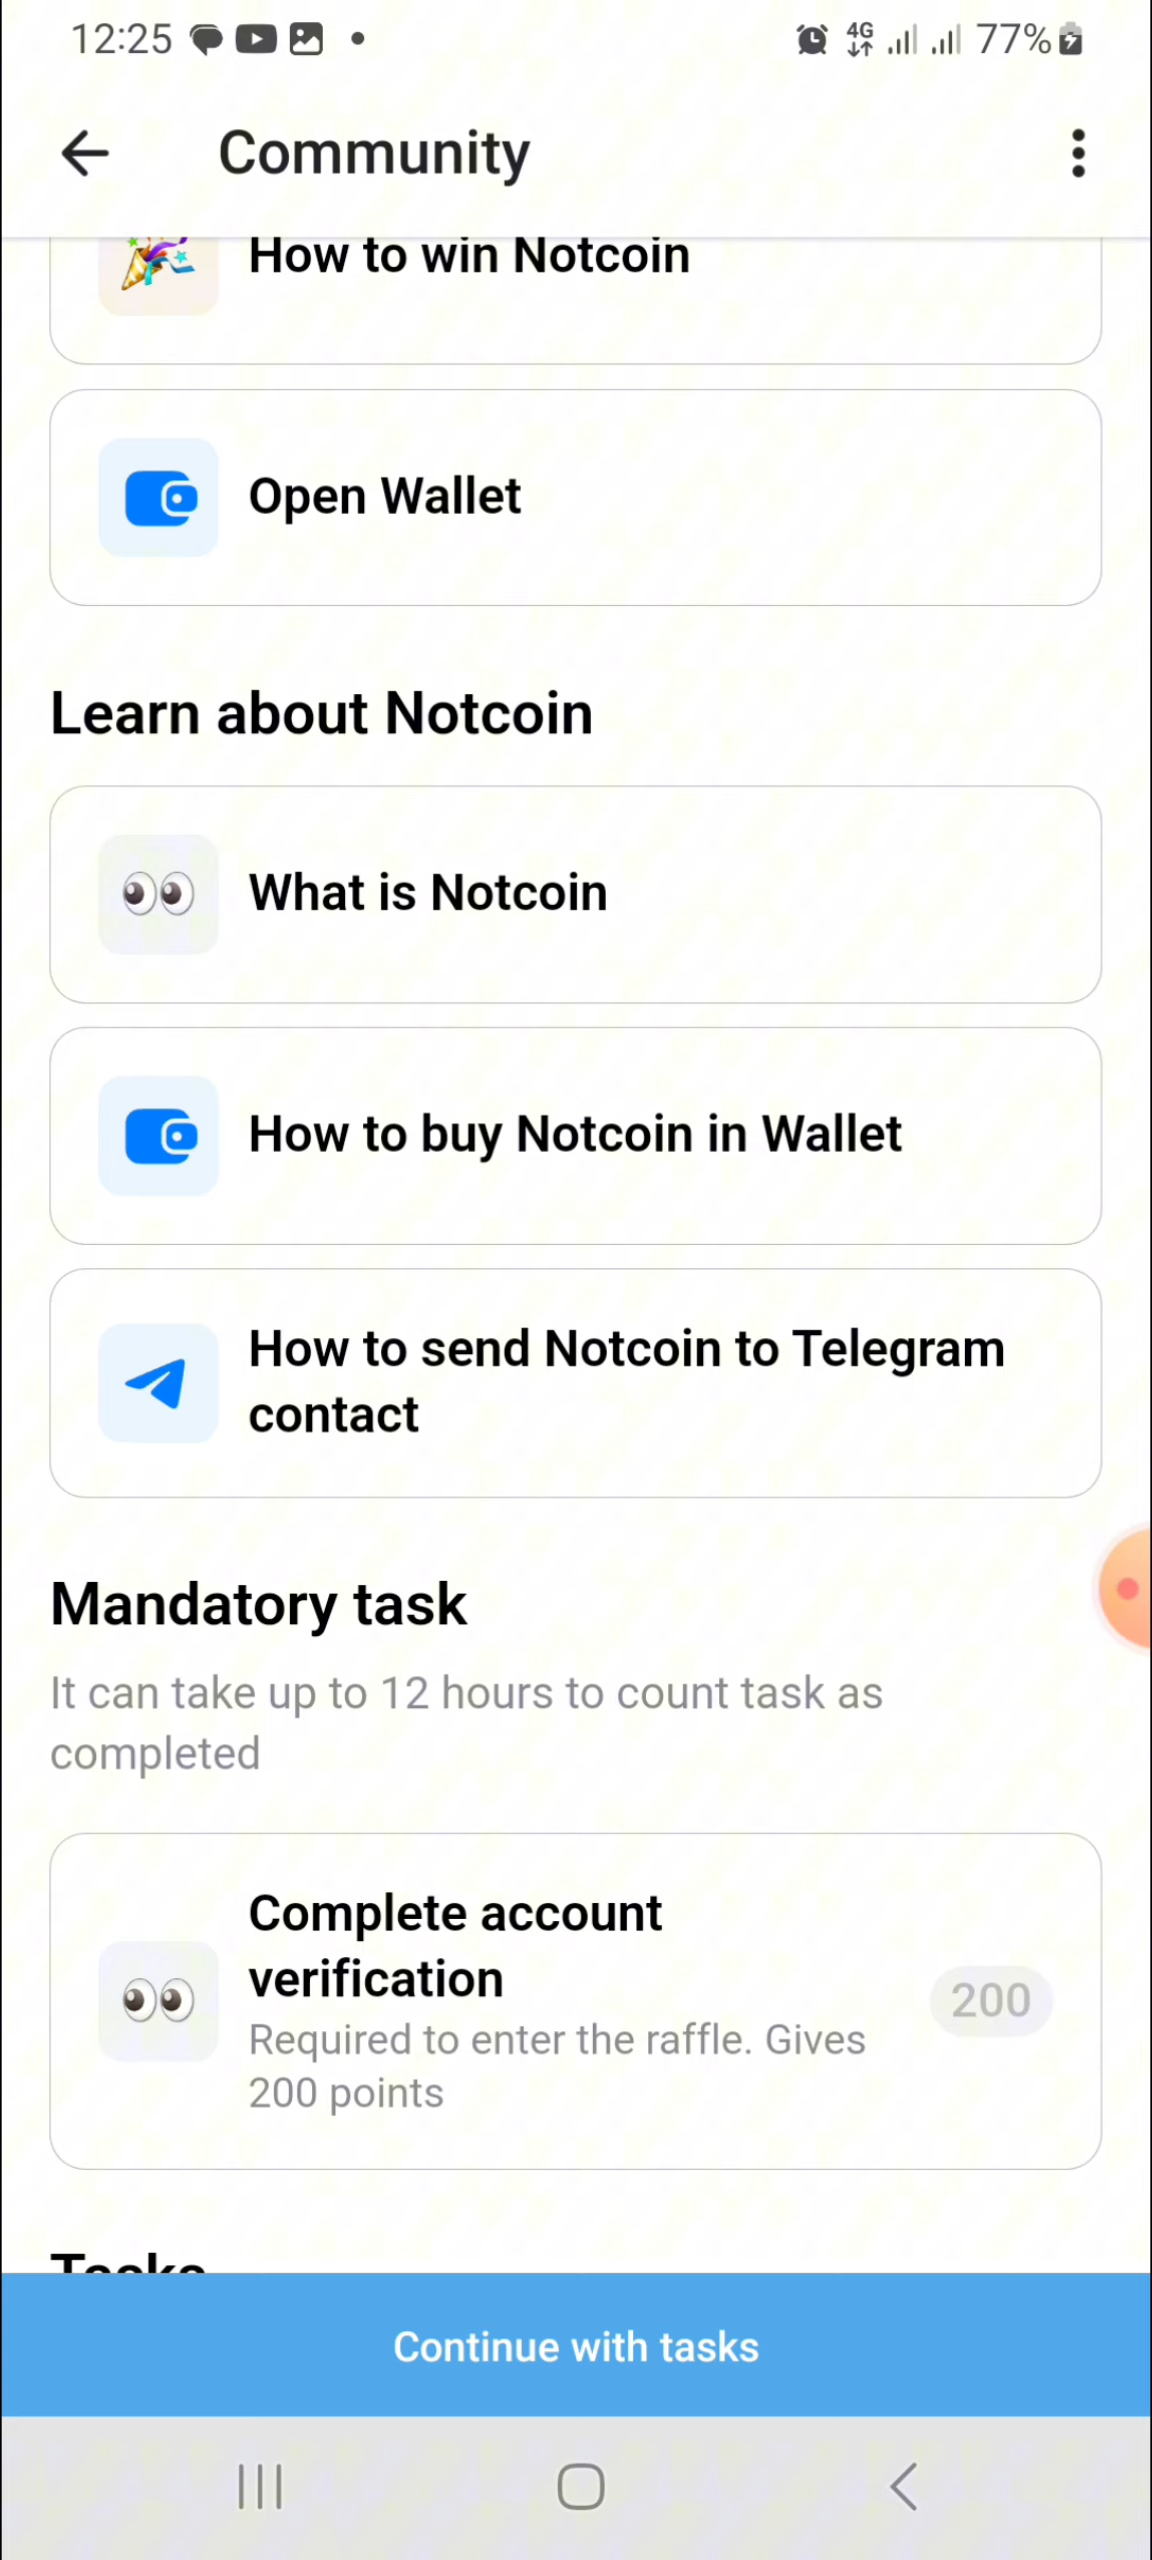 12:25
4G
77%
Community
How to win Notcoin
Open Wallet
Learn about Notcoin
What is Notcoin
How to buy Notcoin in Wallet
How to send Notcoin to Telegram
contact
Mandatory task
It can take up to 12 hours to count task as
completed
Complete account
verification
Required to enter the raffle. Gives
200 points
200
Tasks
Continue with tasks